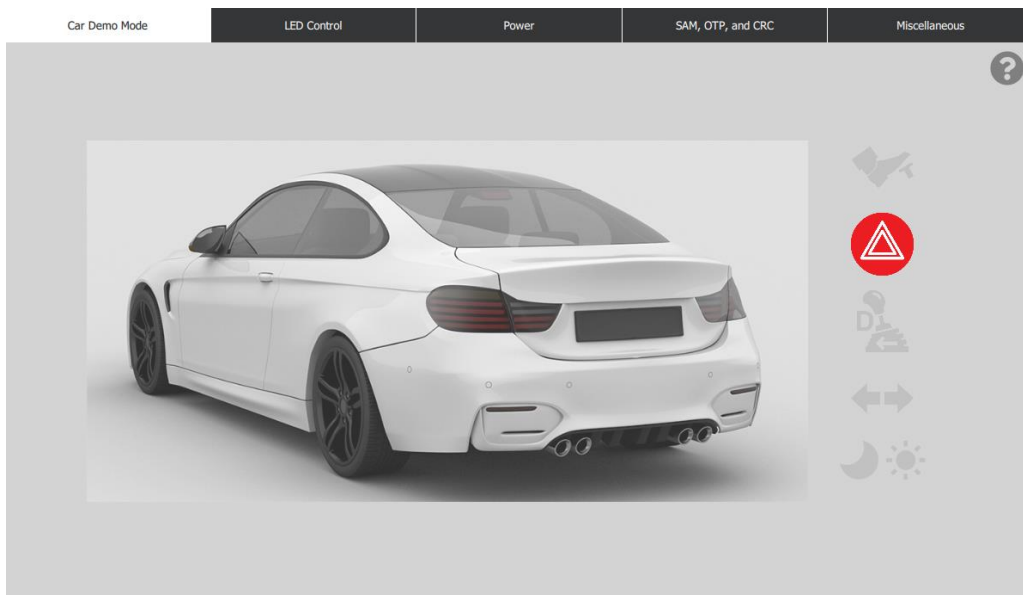 Car Demo Mode
LED Control
Power
SAM, OTP, and CRC
Miscellaneous
?
D